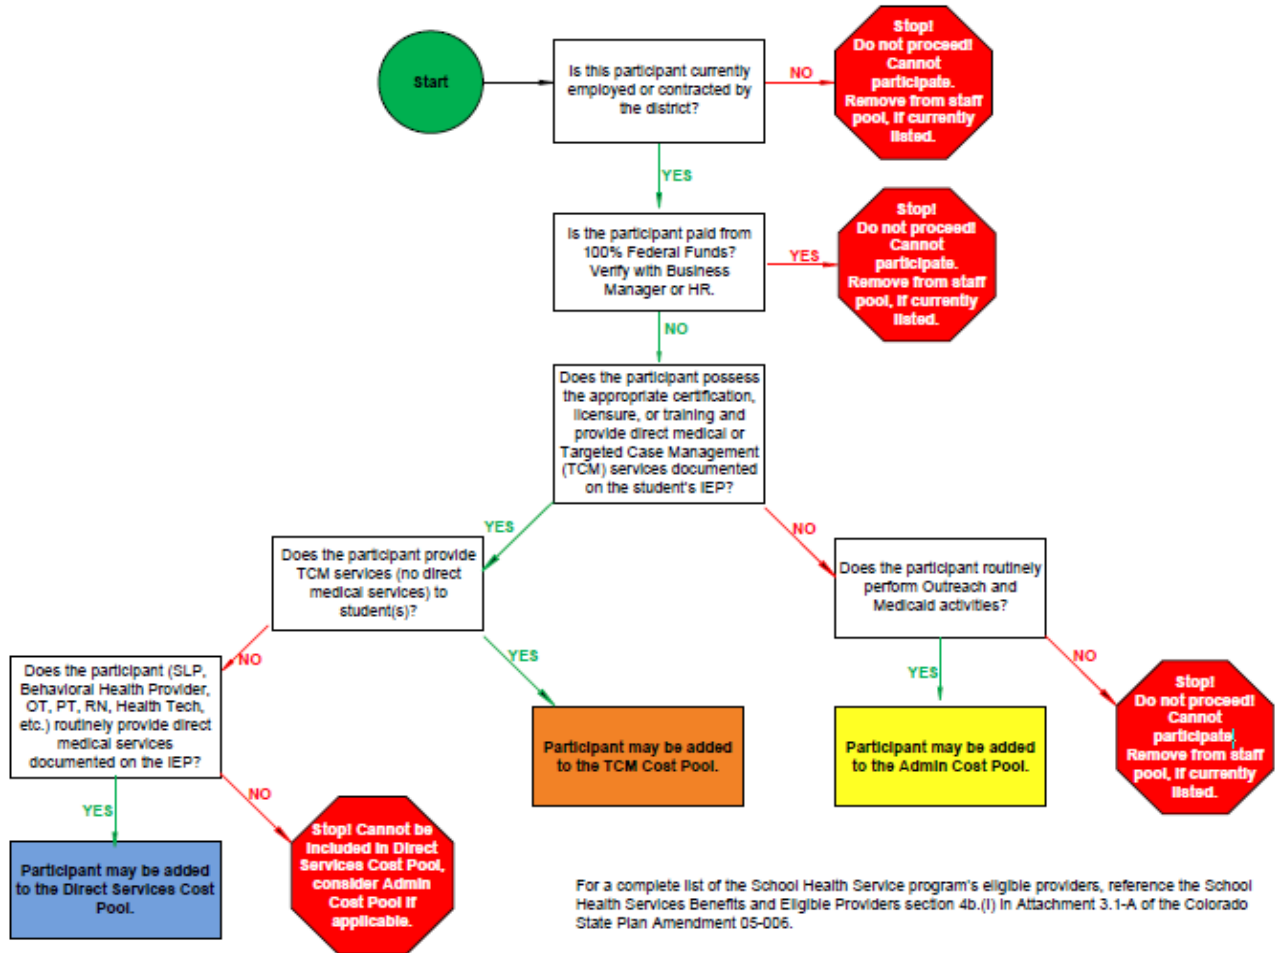 Start
Is this participant currently
employed or contracted by
the district?
NO
Stop!
Do not proceed!
Cannot
participate.
Remove from staff
pool, if currently
listed.
YES
Is the participant paid from
100% Federal Funds?
Verify with Business
Manager or HR.
YES
Stop!
Do not proceed!
Cannot
participate.
Remove from staff
pool, if currently
listed.
NO
Does the participant possess
the appropriate certification,
licensure, or training and
provide direct medical or
Targeted Case Management
(TCM) services documented
on the student's IEP?
YES
NO
Does the participant provide
TCM services (no direct
medical services) to
student(s)?
Does the participant routinely
perform Outreach and
Medicaid activities?
NO
YES
YES
NO
Does the participant (SLP,
Behavioral Health Provider,
OT, PT, RN, Health Tech,
etc.) routinely provide direct
medical services
documented on the IEP?
Participant may be added
to the TCM Cost Pool.
Participant may be added
to the Admin Cost Pool.
Stop!
Do not proceed!
Cannot
participate.
Remove from staff
pool, if currently
listed.
YES
NO
Participant may be added
to the Direct Services Cost
Pool.
Stop! Cannot be
included in Direct
Services Cost Pool,
consider Admin
Cost Pool if
applicable.
For a complete list of the School Health Service program's eligible providers, reference the School
Health Services Benefits and Eligible Providers section 4b.(I) in Attachment 3.1-A of the Colorado
State Plan Amendment 05-006.